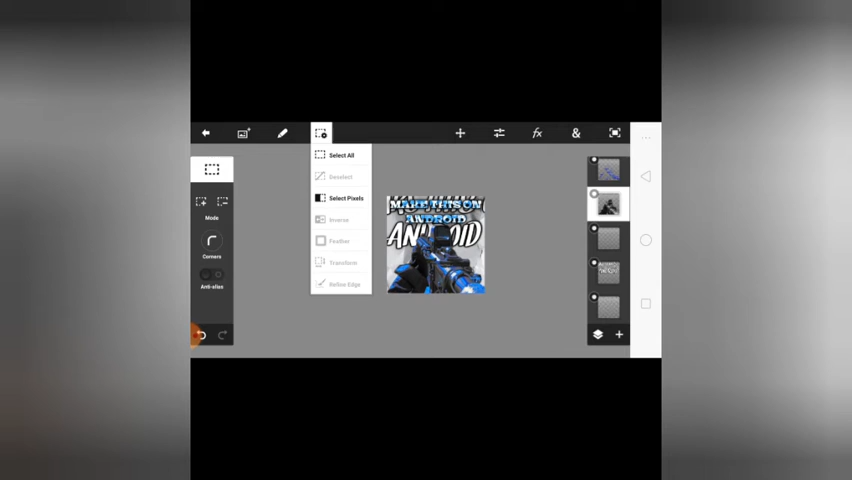 fx
&
Select All
Deselect
Select Pixels
Mode
Inverse
Feather
Corners
Transform
Anti-alias
Refine Edge
MAKE THIS ON
ANDROID
ANDROID